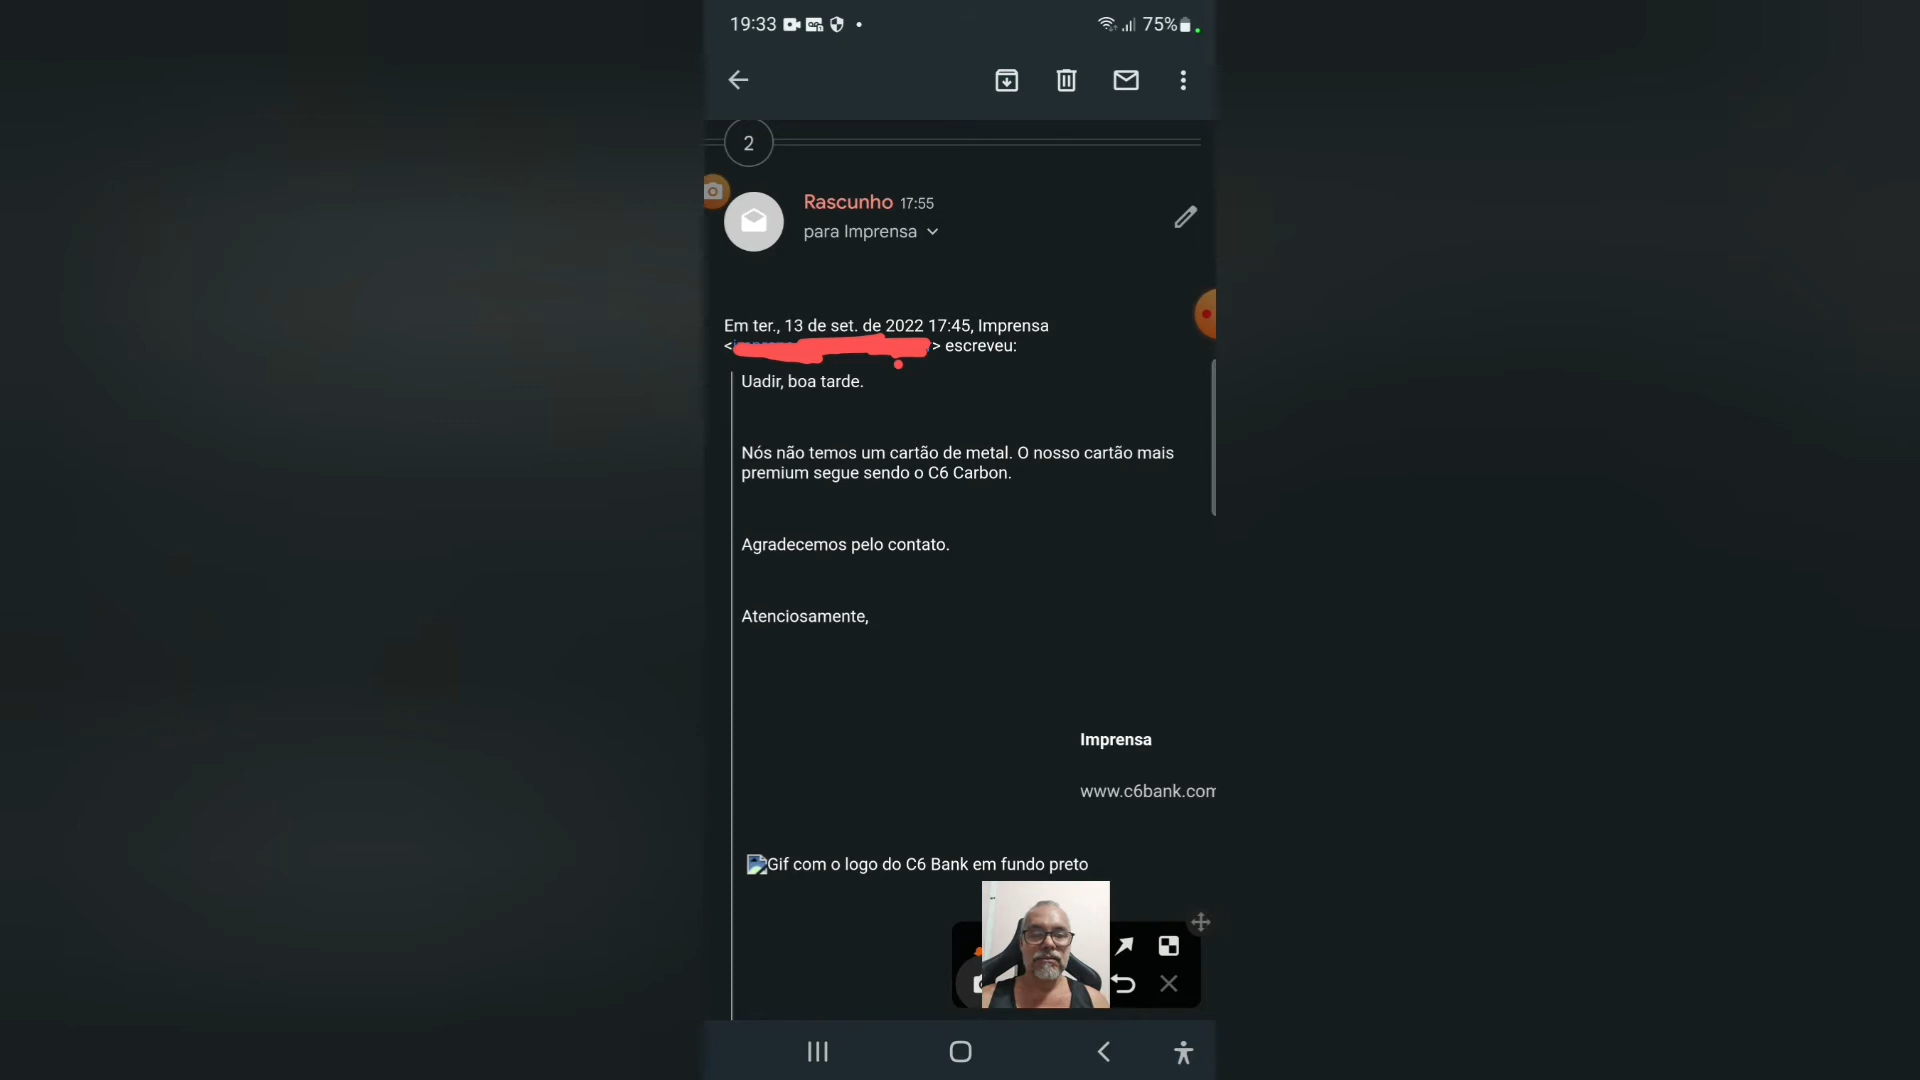 19:33
75%
2
Rascunho 17:55
para Imprensa
Em ter., 13 de set. de 2022 17:45, Imprensa
< > escreveu:
Uadir, boa tarde.
Nós não temos um cartão de metal. O nosso cartão mais
premium segue sendo o C6 Carbon.
Agradecemos pelo contato.
Atenciosamente,
Imprensa
www.c6bank.com
Gif com o logo do C6 Bank em fundo preto